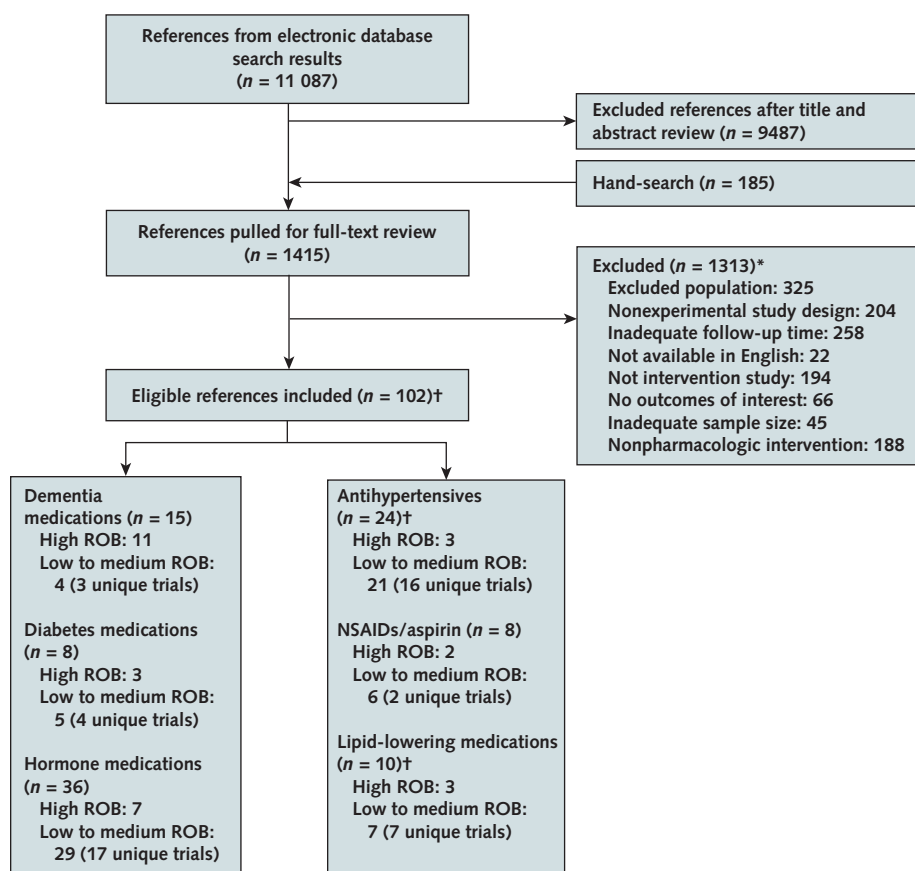 References from electronic database
search results
(n = 11 087)
Excluded references after title and
abstract review (n = 9487)
Hand-search (n = 185)
References pulled for full-text review
(n = 1415)
Excluded (n = 1313)*
Excluded population: 325
Nonexperimental study design: 204
Inadequate follow-up time: 258
Not available in English: 22
Not intervention study: 194
No outcomes of interest: 66
Inadequate sample size: 45
Nonpharmacologic intervention: 188
Eligible references included (n = 102)†
Dementia
medications (n = 15)
High ROB: 11
Low to medium ROB:
4 (3 unique trials)
Diabetes medications
(n = 8)
High ROB: 3
Low to medium ROB:
5 (4 unique trials)
Hormone medications
(n = 36)
High ROB: 7
Low to medium ROB:
29 (17 unique trials)
Antihypertensives
(n = 24)†
High ROB: 3
Low to medium ROB:
21 (16 unique trials)
NSAIDs/aspirin (n = 8)
High ROB: 2
Low to medium ROB:
6 (2 unique trials)
Lipid-lowering medications
(n = 10)†
High ROB: 3
Low to medium ROB:
7 (7 unique trials)